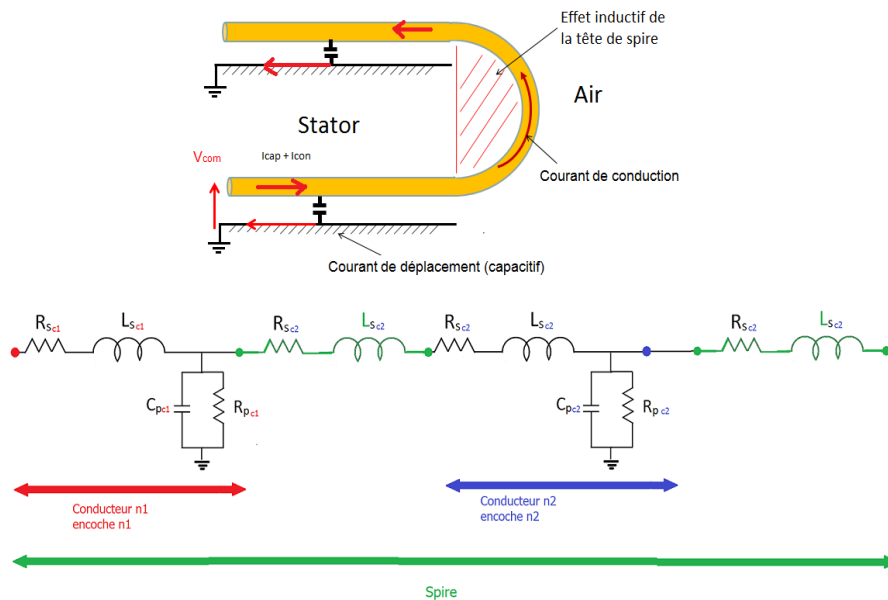 Effet inductif de
la tête de spire
Air
Stator
Vcom
Icap + Icon
Courant de conduction
Courant de déplacement (capacitif)
Rsc1
Lsc1
Rsc2
Lsc2
Rsc2
Lsc2
Rsc2
Lsc2
Cpc1
Rpc1
Cpc2
Rpc2
Conducteur n1
encoche n1
Conducteur n2
encoche n2
Spire